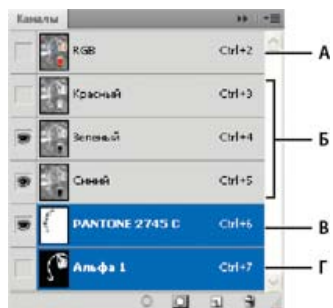 Каналы
RGB Ctrl+2
А
Красный Ctrl+3
Зеленый Ctrl+4
Б
Синий Ctrl+5
PANTONE 2745 C Ctrl+6
В
Альфа 1 Ctrl+7
Г